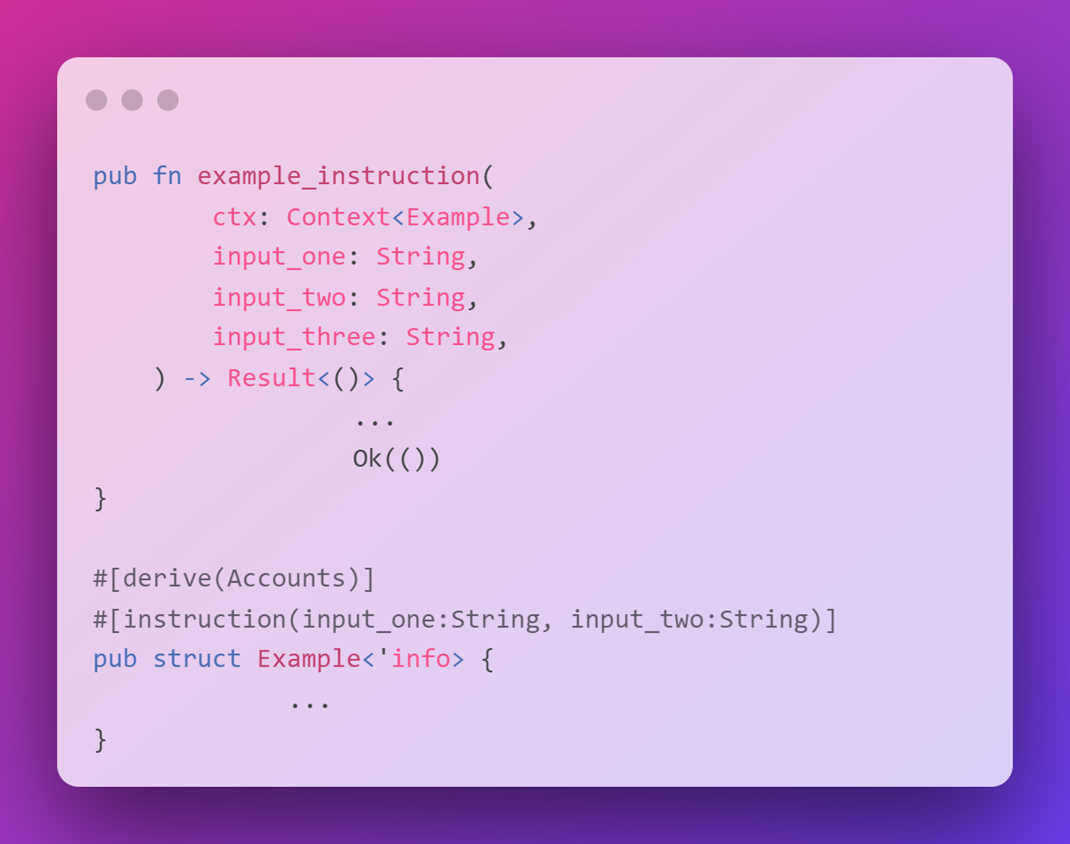 pub fn example_instruction(
        ctx: Context<Example>,
        input_one: String,
        input_two: String,
        input_three: String,
    ) -> Result<()> {
                  ...
                  Ok(())
}

#[derive(Accounts)]
#[instruction(input_one:String, input_two:String)]
pub struct Example<'info> {
             ...
}